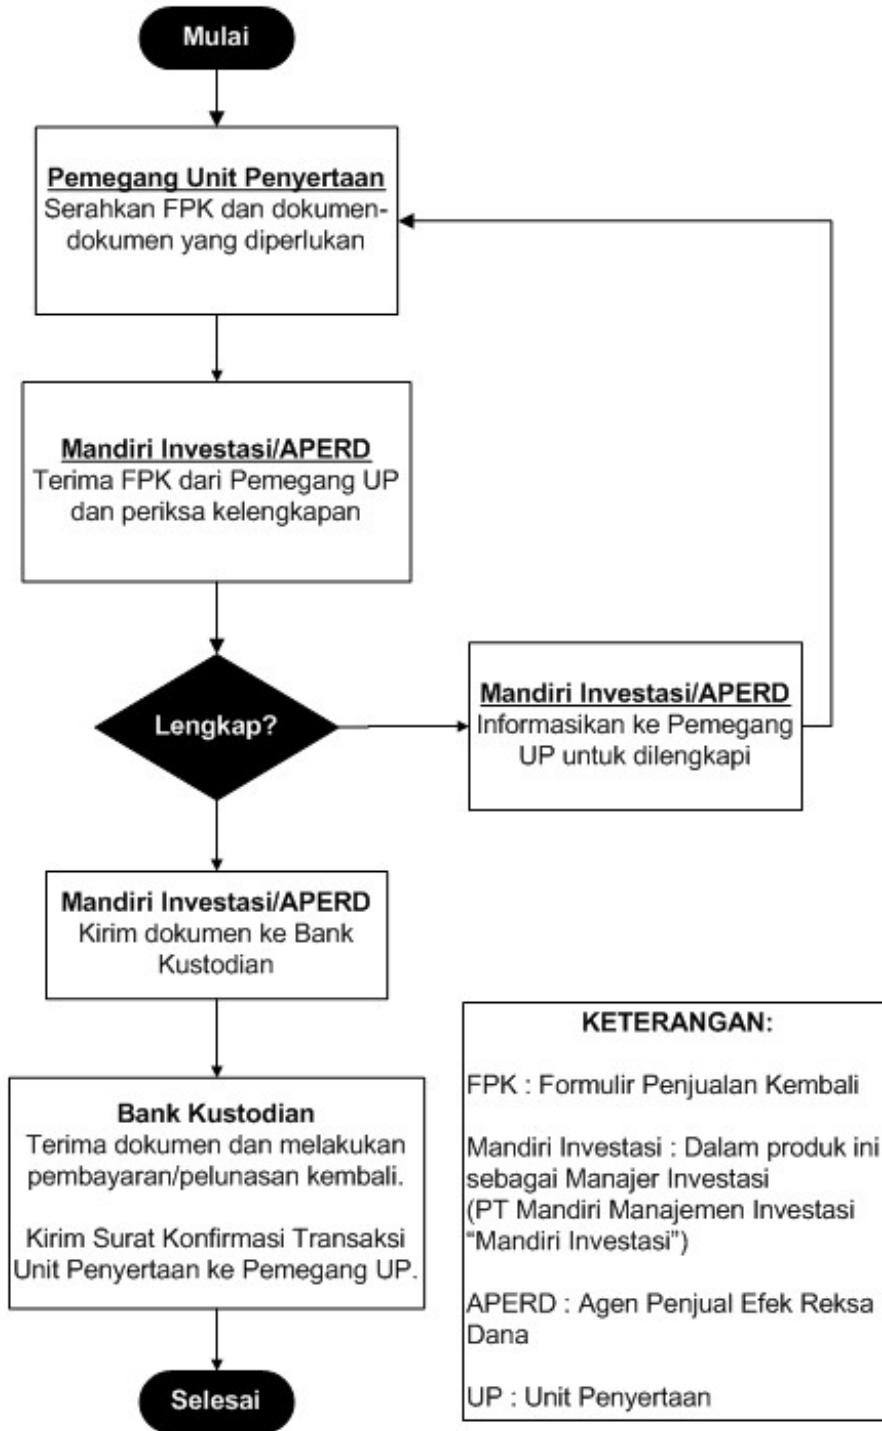 Mulai
Pemegang Unit Penyertaan
Serahkan FPK dan dokumen-
dokumen yang diperlukan
Mandiri Investasi/APERD
Terima FPK dari Pemegang UP
dan periksa kelengkapan
Lengkap?
Mandiri Investasi/APERD
Informasikan ke Pemegang
UP untuk dilengkapi
Mandiri Investasi/APERD
Kirim dokumen ke Bank
Kustodian
Bank Kustodian
Terima dokumen dan melakukan
pembayaran/pelunasan kembali.
Kirim Surat Konfirmasi Transaksi
Unit Penyertaan ke Pemegang UP.
Selesai
KETERANGAN:
FPK : Formulir Penjualan Kembali
Mandiri Investasi : Dalam produk ini
sebagai Manajer Investasi
(PT Mandiri Manajemen Investasi
“Mandiri Investasi”)
APERD : Agen Penjual Efek Reksa
Dana
UP : Unit Penyertaan